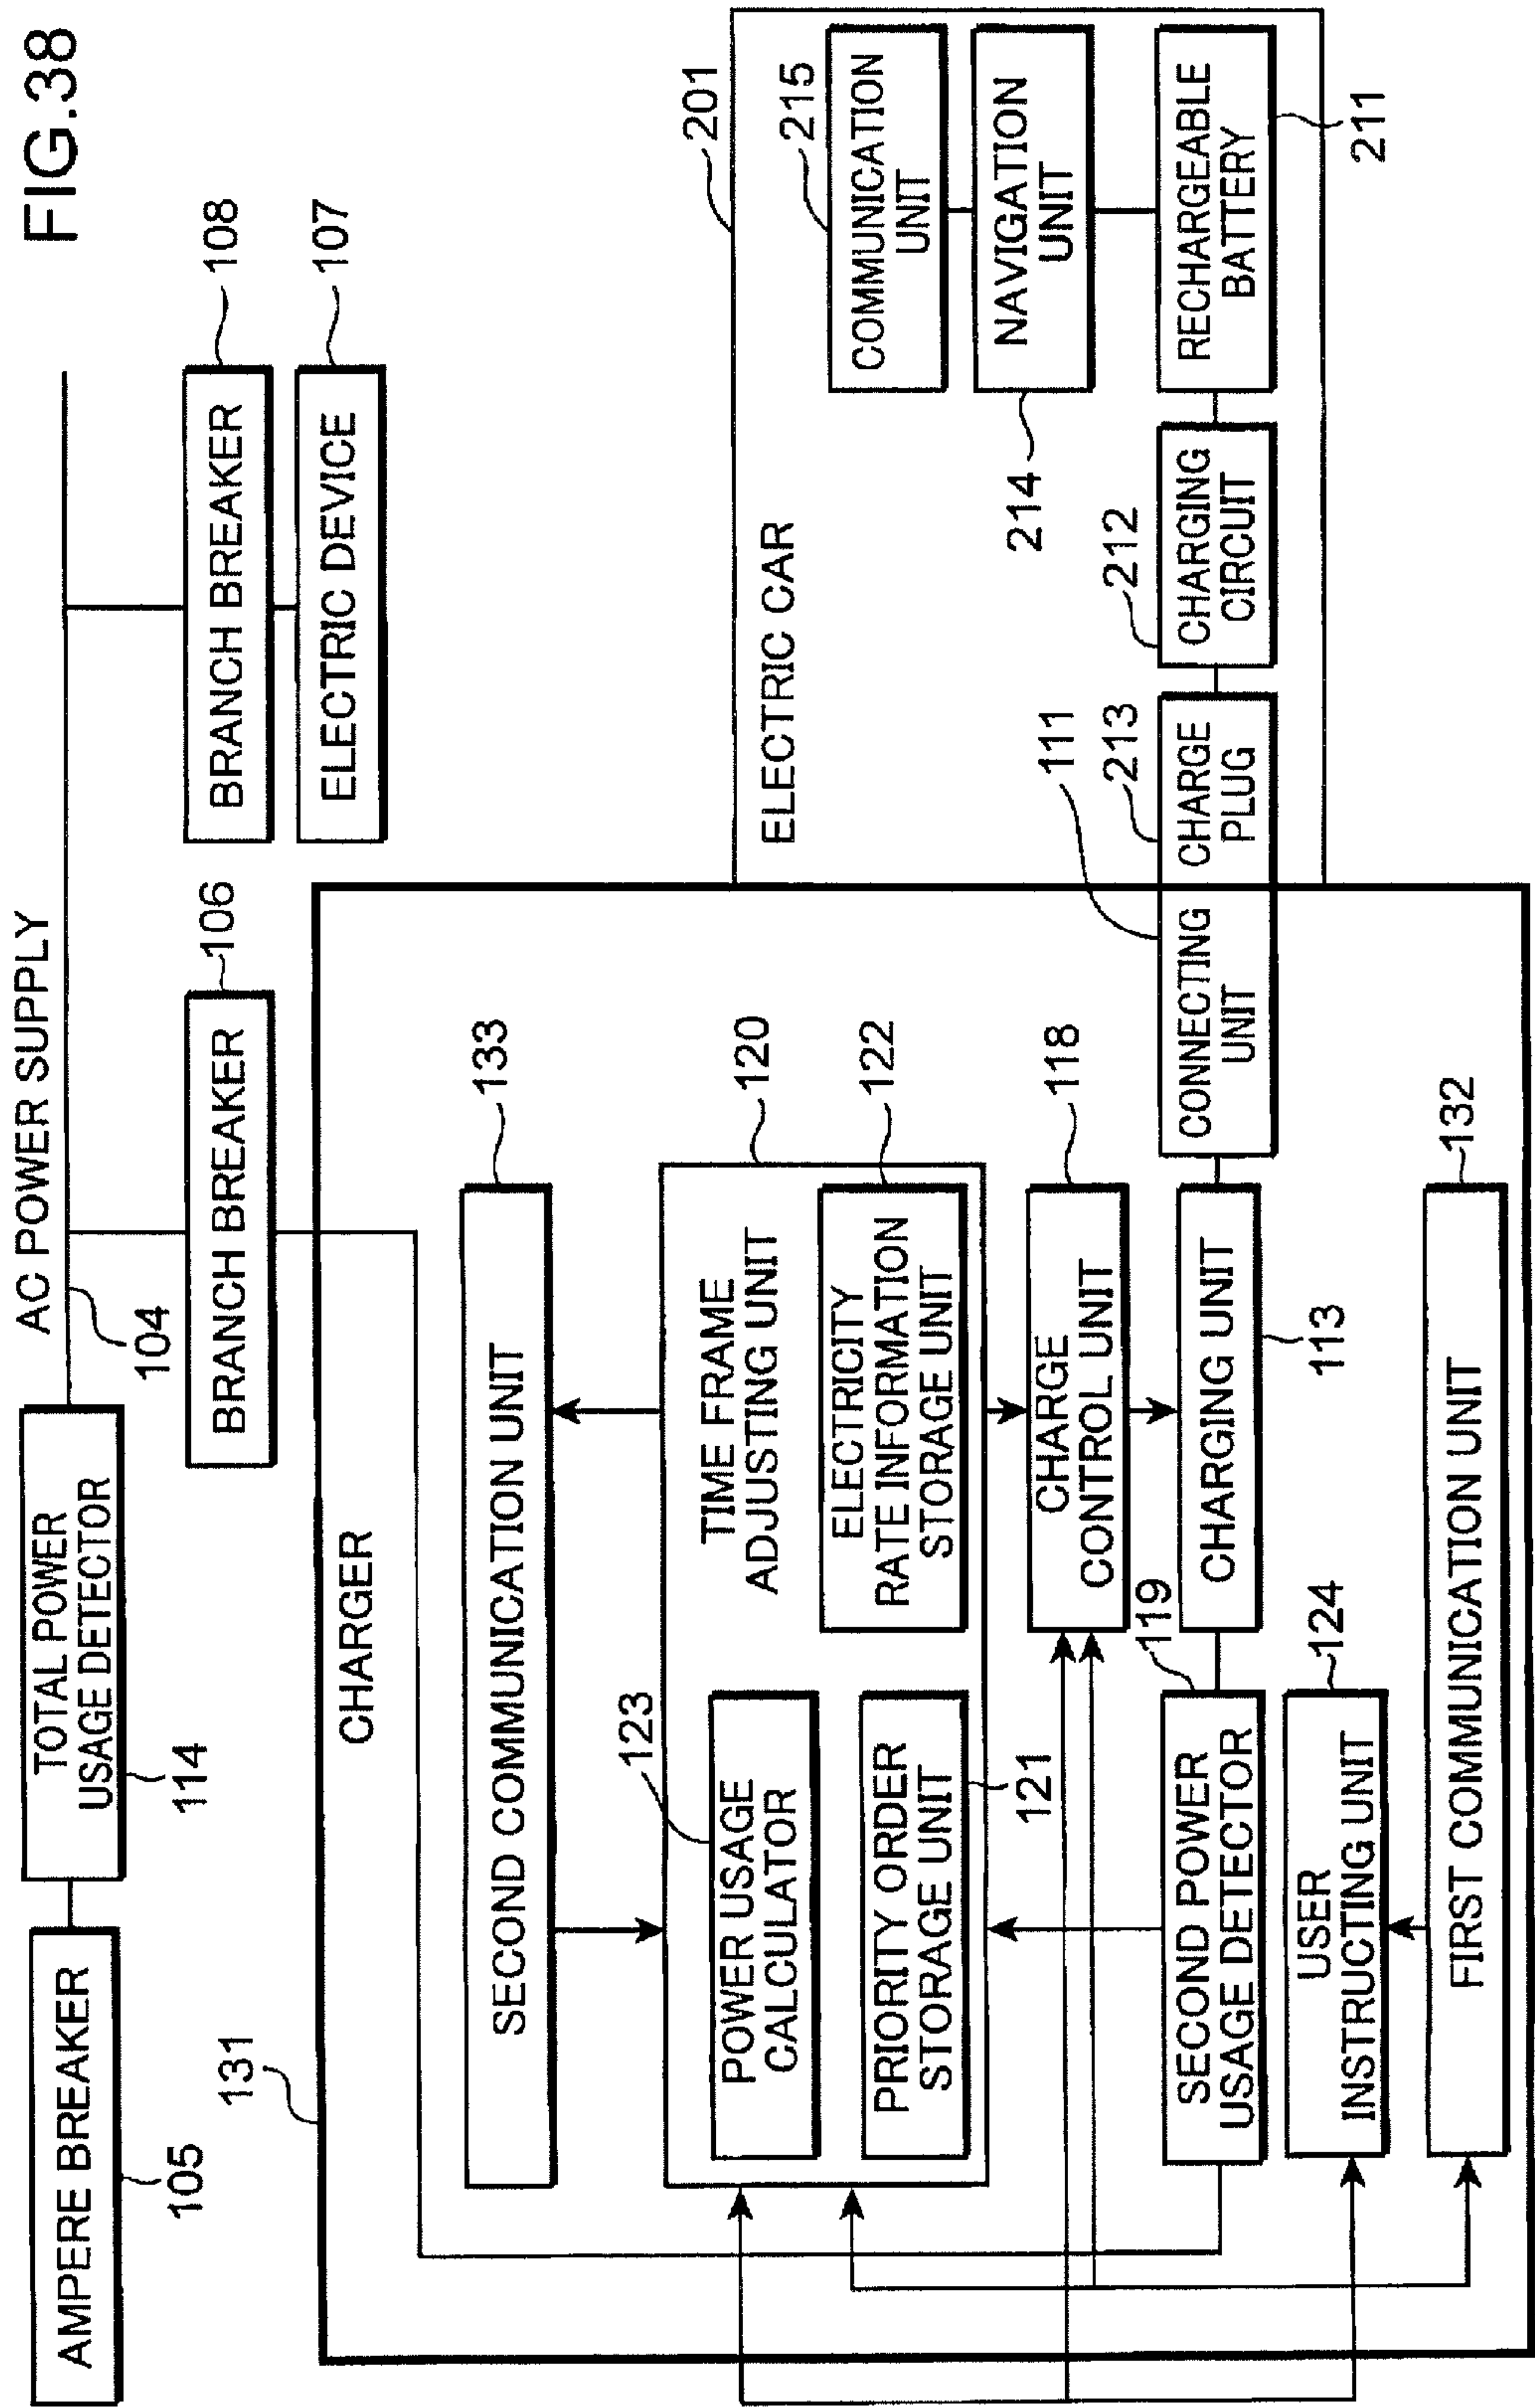 FIG.38
AC POWER SUPPLY
104
AMPERE BREAKER
105
TOTAL POWER
USAGE DETECTOR
114
BRANCH BREAKER
106
BRANCH BREAKER
108
ELECTRIC DEVICE
107
131
CHARGER
SECOND COMMUNICATION UNIT
133
TIME FRAME
ADJUSTING UNIT
120
123
POWER USAGE
CALCULATOR
PRIORITY ORDER
STORAGE UNIT
121
ELECTRICITY
RATE INFORMATION
STORAGE UNIT
122
CHARGE
CONTROL UNIT
118
SECOND POWER
USAGE DETECTOR
119
CHARGING UNIT
113
CONNECTING
UNIT
111
USER
INSTRUCTING UNIT
124
FIRST COMMUNICATION UNIT
132
ELECTRIC CAR
201
COMMUNICATION
UNIT
215
NAVIGATION
UNIT
214
CHARGE
PLUG
213
CHARGING
CIRCUIT
212
RECHARGEABLE
BATTERY
211